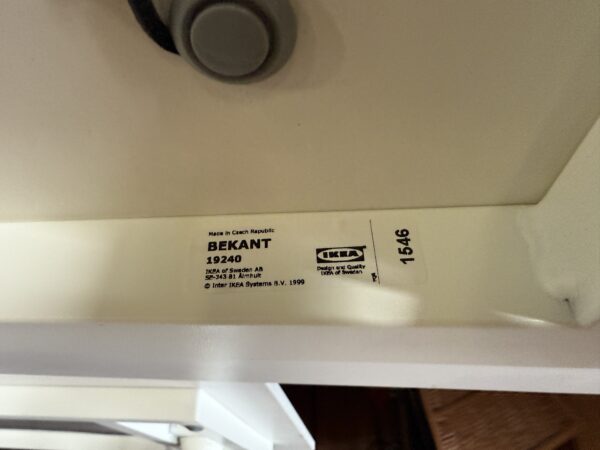 Made in Czech Republic
BEKANT
19240
IKEA of Sweden AB
SE-343 81 Älmhult
© Inter IKEA Systems B.V. 1999
IKEA
Design and Quality
IKEA of Sweden
1546